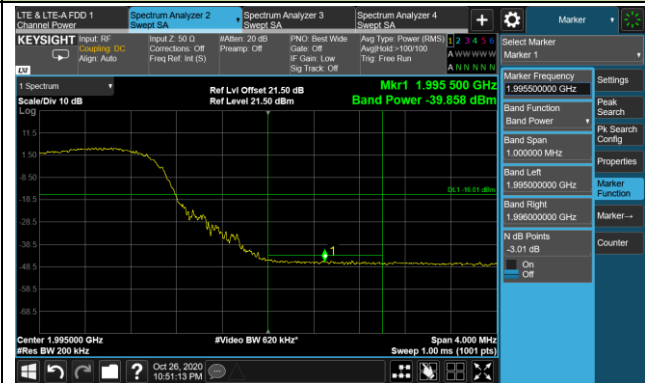 LTE & LTE-A FDD 1
Channel Power
Spectrum Analyzer 2
Swept SA
Spectrum Analyzer 3
Swept SA
Spectrum Analyzer 4
Swept SA
+
Marker
KEYSIGHT
Input: RF
Coupling: DC
Align: Auto
Input Z: 50 Ω
Corrections: Off
Freq Ref: Int (S)
#Atten: 20 dB
Preamp: Off
PNO: Best Wide
Gate: Off
IF Gain: Low
Sig Track: Off
Avg Type: Power (RMS)
Avg|Hold:>100/100
Trig: Free Run
1 2 3 4 5 6
A W W W W W
A N N N N N
LXI
Select Marker
Marker 1
1 Spectrum
Scale/Div 10 dB
Log
Ref Lvl Offset 21.50 dB
Ref Level 21.50 dBm
Mkr1 1.995 500 GHz
Band Power -39.858 dBm
11.5
1.50
-8.50
-18.5
-28.5
-38.5
-48.5
-58.5
-68.5
DL1 -16.01 dBm
1
Center 1.995000 GHz
#Res BW 200 kHz
#Video BW 620 kHz*
Span 4.000 MHz
Sweep 1.00 ms (1001 pts)
Marker Frequency
1.995500000 GHz
Band Function
Band Power
Band Span
1.000000 MHz
Band Left
1.995000000 GHz
Band Right
1.996000000 GHz
N dB Points
-3.01 dB
On
Off
Settings
Peak
Search
Pk Search
Config
Properties
Marker
Function
Marker→
Counter
?
Oct 26, 2020
10:51:13 PM